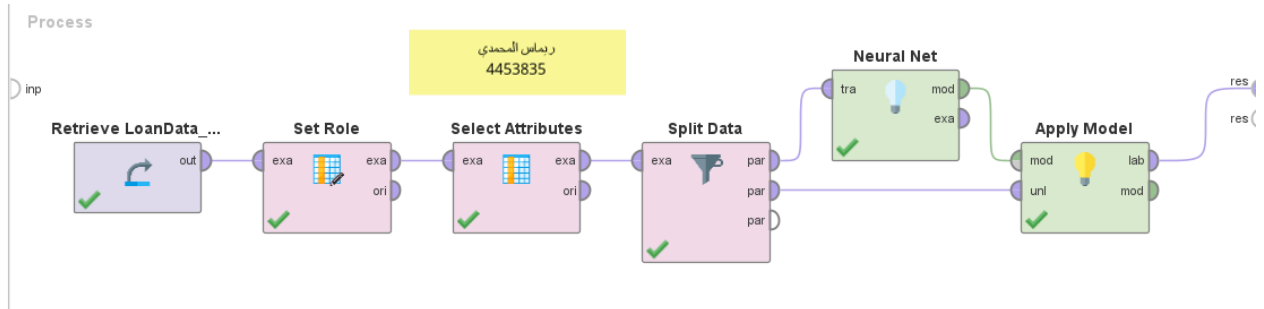 Process
ريماس المحمدي
4453835
inp
Retrieve LoanData_...
out
Set Role
exa
exa
ori
Select Attributes
exa
exa
ori
Split Data
exa
par
par
par
Neural Net
tra
mod
exa
Apply Model
mod
lab
unl
mod
res
res